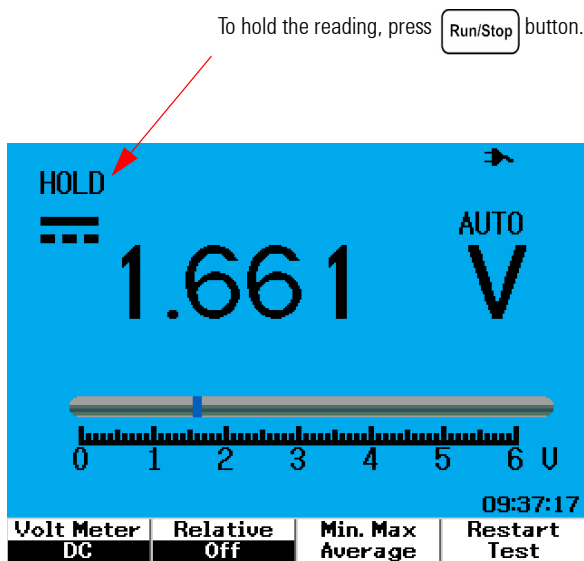 To hold the reading, press Run/Stop button.
HOLD
AUTO
1.661 V
0 1 2 3 4 5 6 V
09:37:17
Volt Meter Relative Min. Max Restart
DC Off Average Test